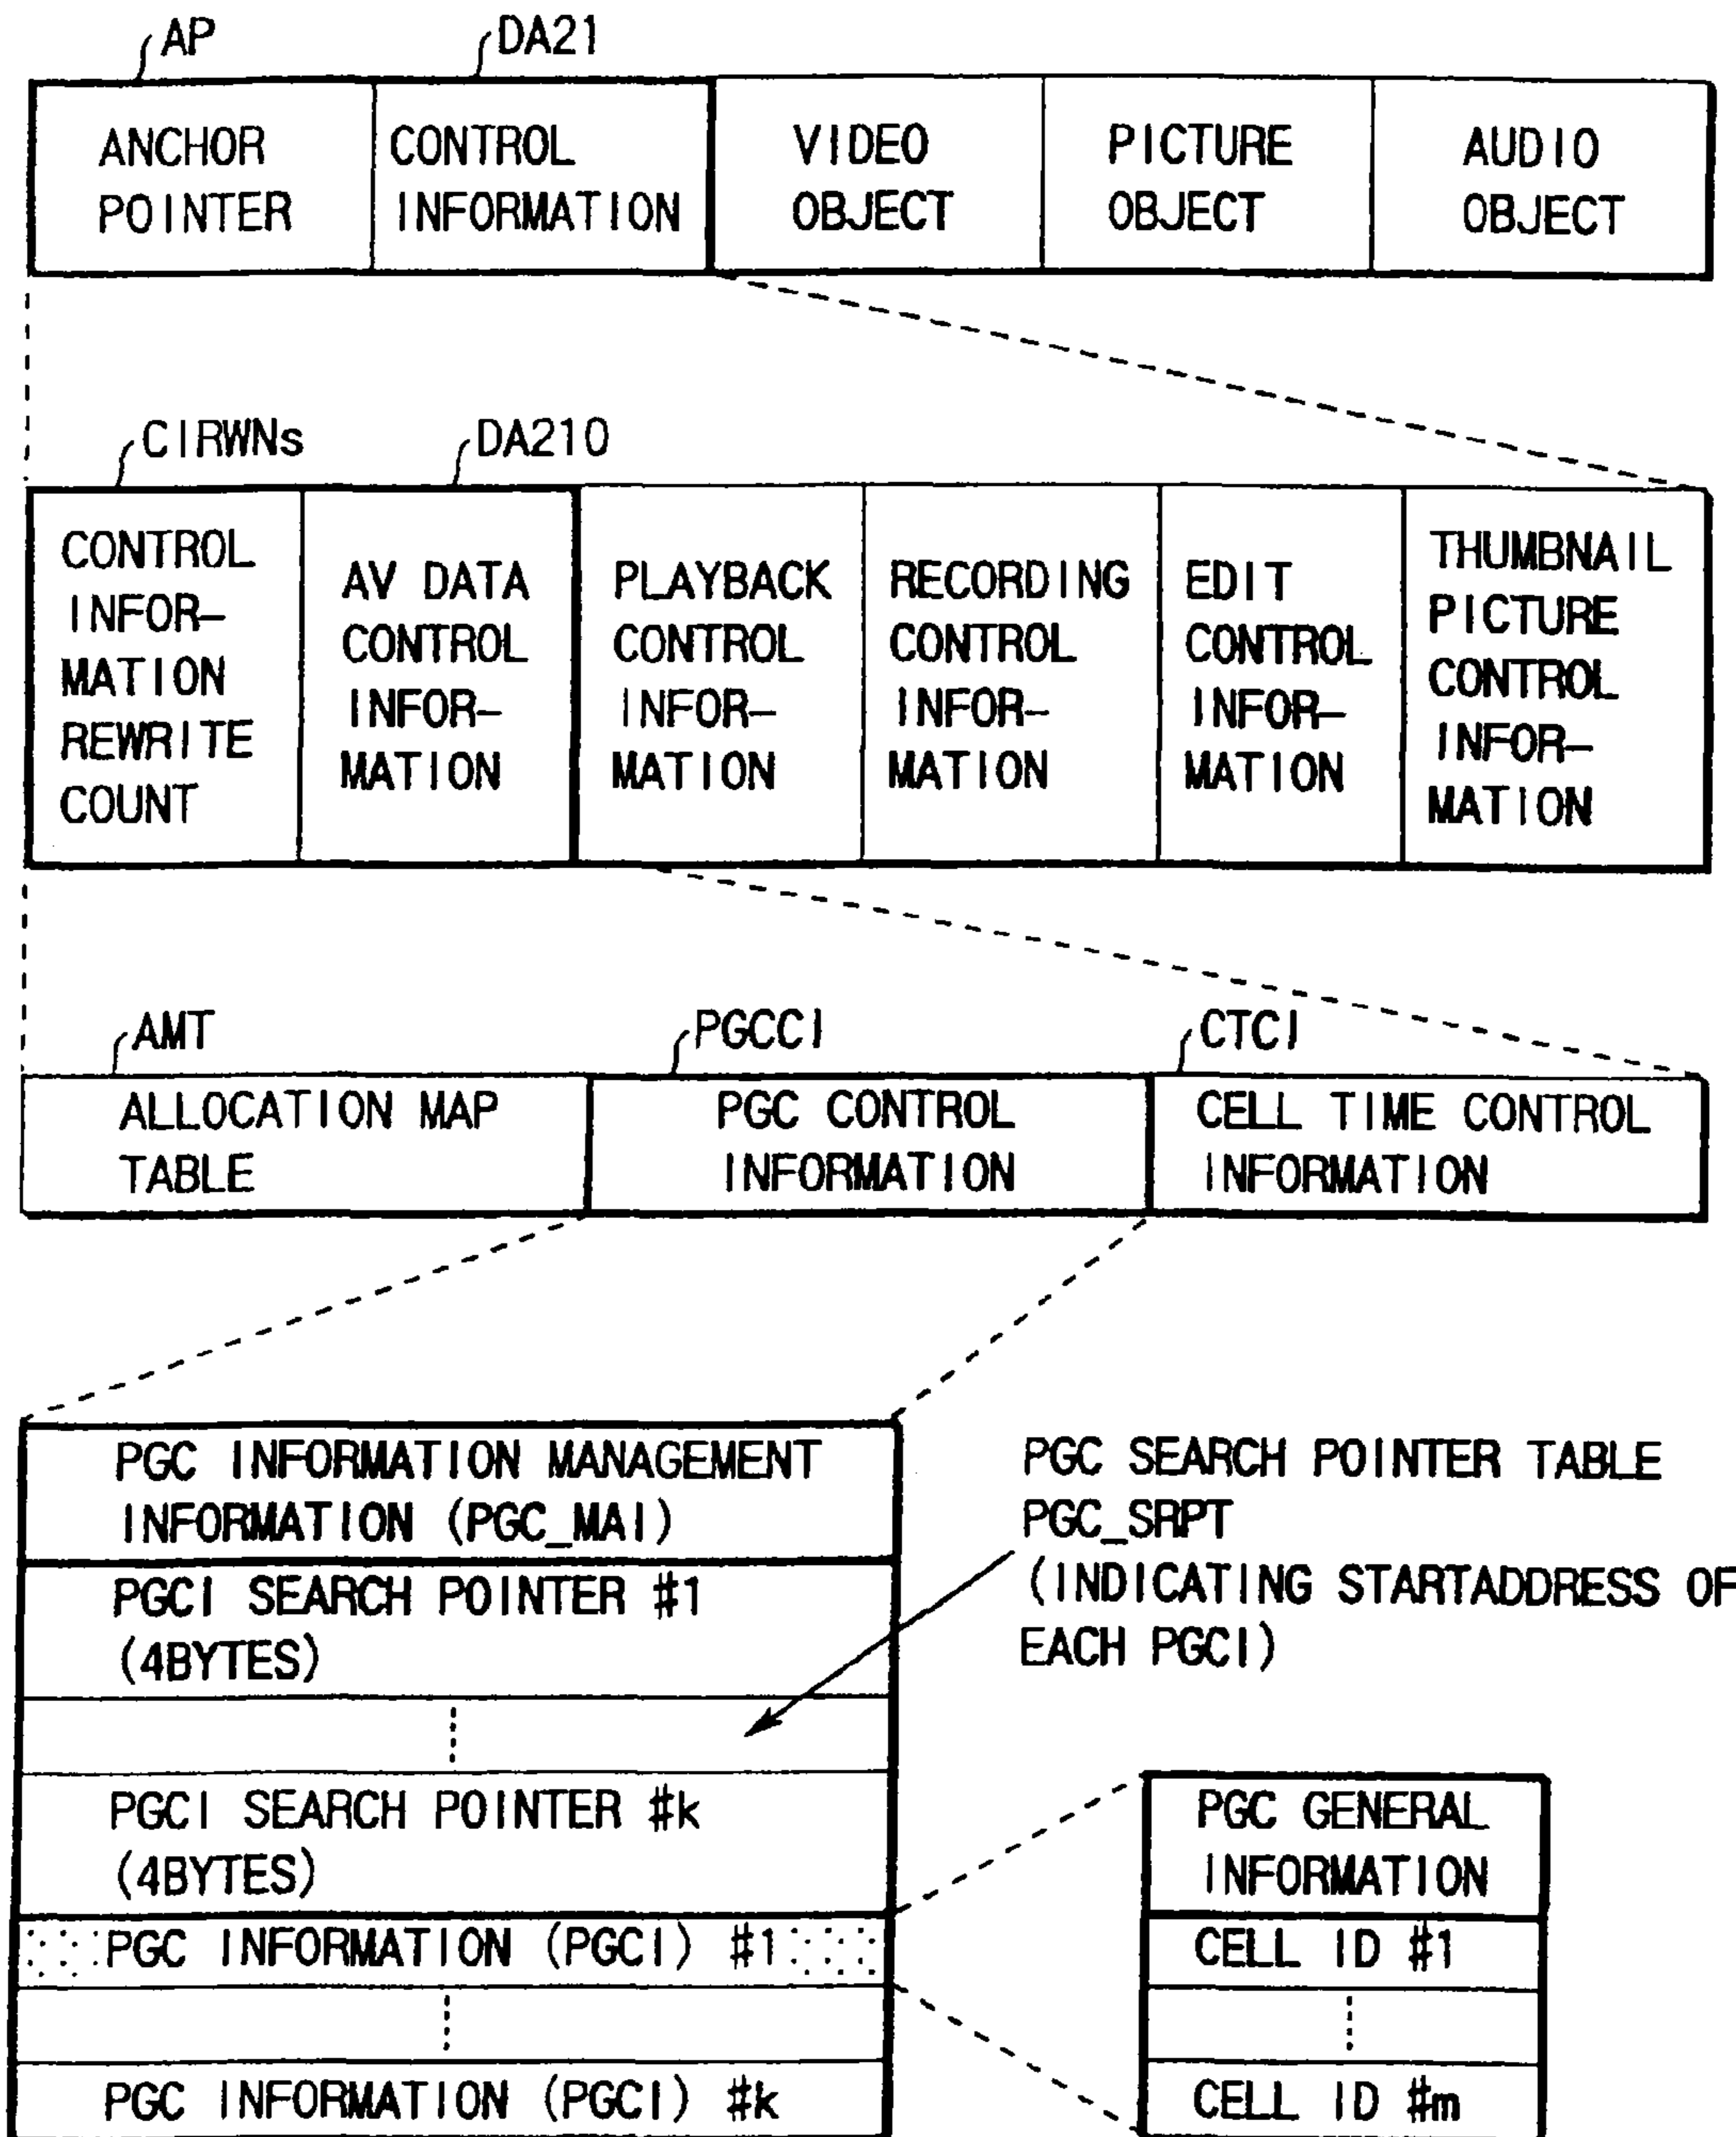 AP
DA21
ANCHOR
POINTER
CONTROL
INFORMATION
VIDEO
OBJECT
PICTURE
OBJECT
AUDIO
OBJECT
CIRWNs
DA210
CONTROL
INFOR-
MATION
REWRITE
COUNT
AV DATA
CONTROL
INFOR-
MATION
PLAYBACK
CONTROL
INFOR-
MATION
RECORDING
CONTROL
INFOR-
MATION
EDIT
CONTROL
INFOR-
MATION
THUMBNAIL
PICTURE
CONTROL
INFOR-
MATION
AMT
PGCCI
CTCI
ALLOCATION MAP
TABLE
PGC CONTROL
INFORMATION
CELL TIME CONTROL
INFORMATION
PGC INFORMATION MANAGEMENT
INFORMATION (PGC_MAI)
PGCI SEARCH POINTER #1
(4BYTES)
PGCI SEARCH POINTER #k
(4BYTES)
PGC INFORMATION (PGCI) #1
PGC INFORMATION (PGCI) #k
PGC SEARCH POINTER TABLE
PGC_SRPT
(INDICATING STARTADDRESS OF
EACH PGCI)
PGC GENERAL
INFORMATION
CELL ID #1
CELL ID #m